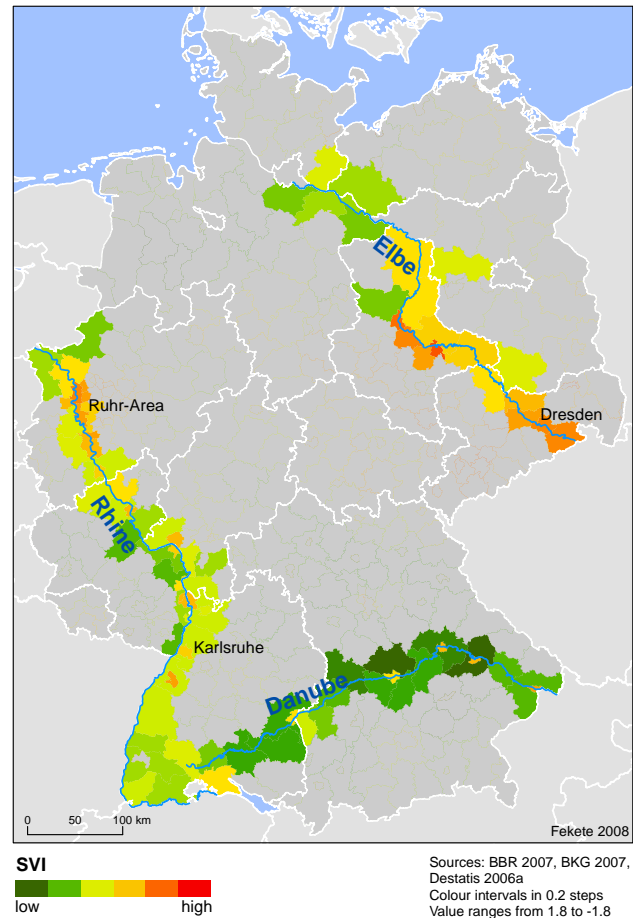 Elbe
Ruhr-Area
Dresden
Rhine
Karlsruhe
Danube
0 50 100 km
Fekete 2008
SVI
low high
Sources: BBR 2007, BKG 2007,
Destatis 2006a
Colour intervals in 0.2 steps
Value ranges from 1.8 to -1.8